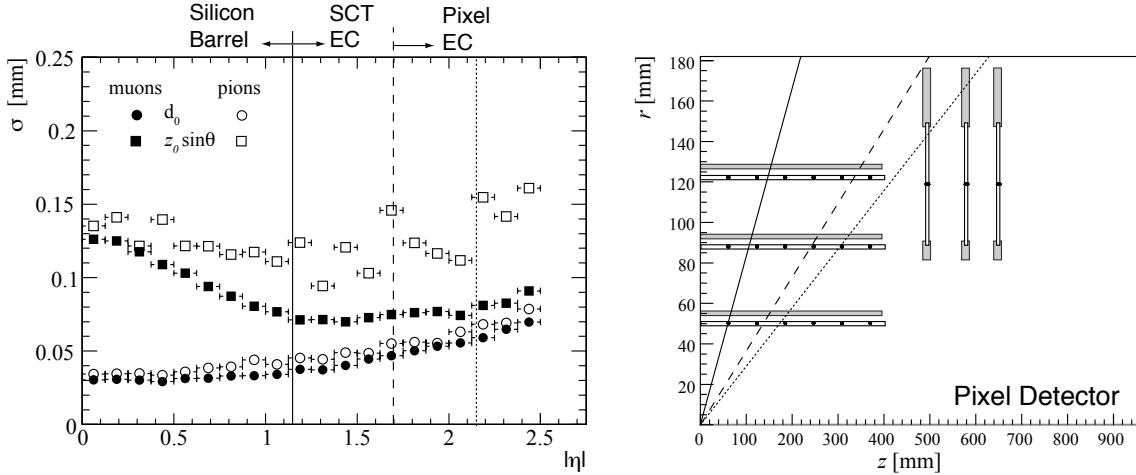 Silicon SCT Pixel
Barrel EC EC
σ [mm]
0.25
0.2
0.15
0.1
0.05
0
muons pions
d₀
z₀ sinθ
0 0.5 1 1.5 2 2.5
|η|
r [mm]
180
160
140
120
100
80
60
40
20
Pixel Detector
0 100 200 300 400 500 600 700 800 900
z [mm]